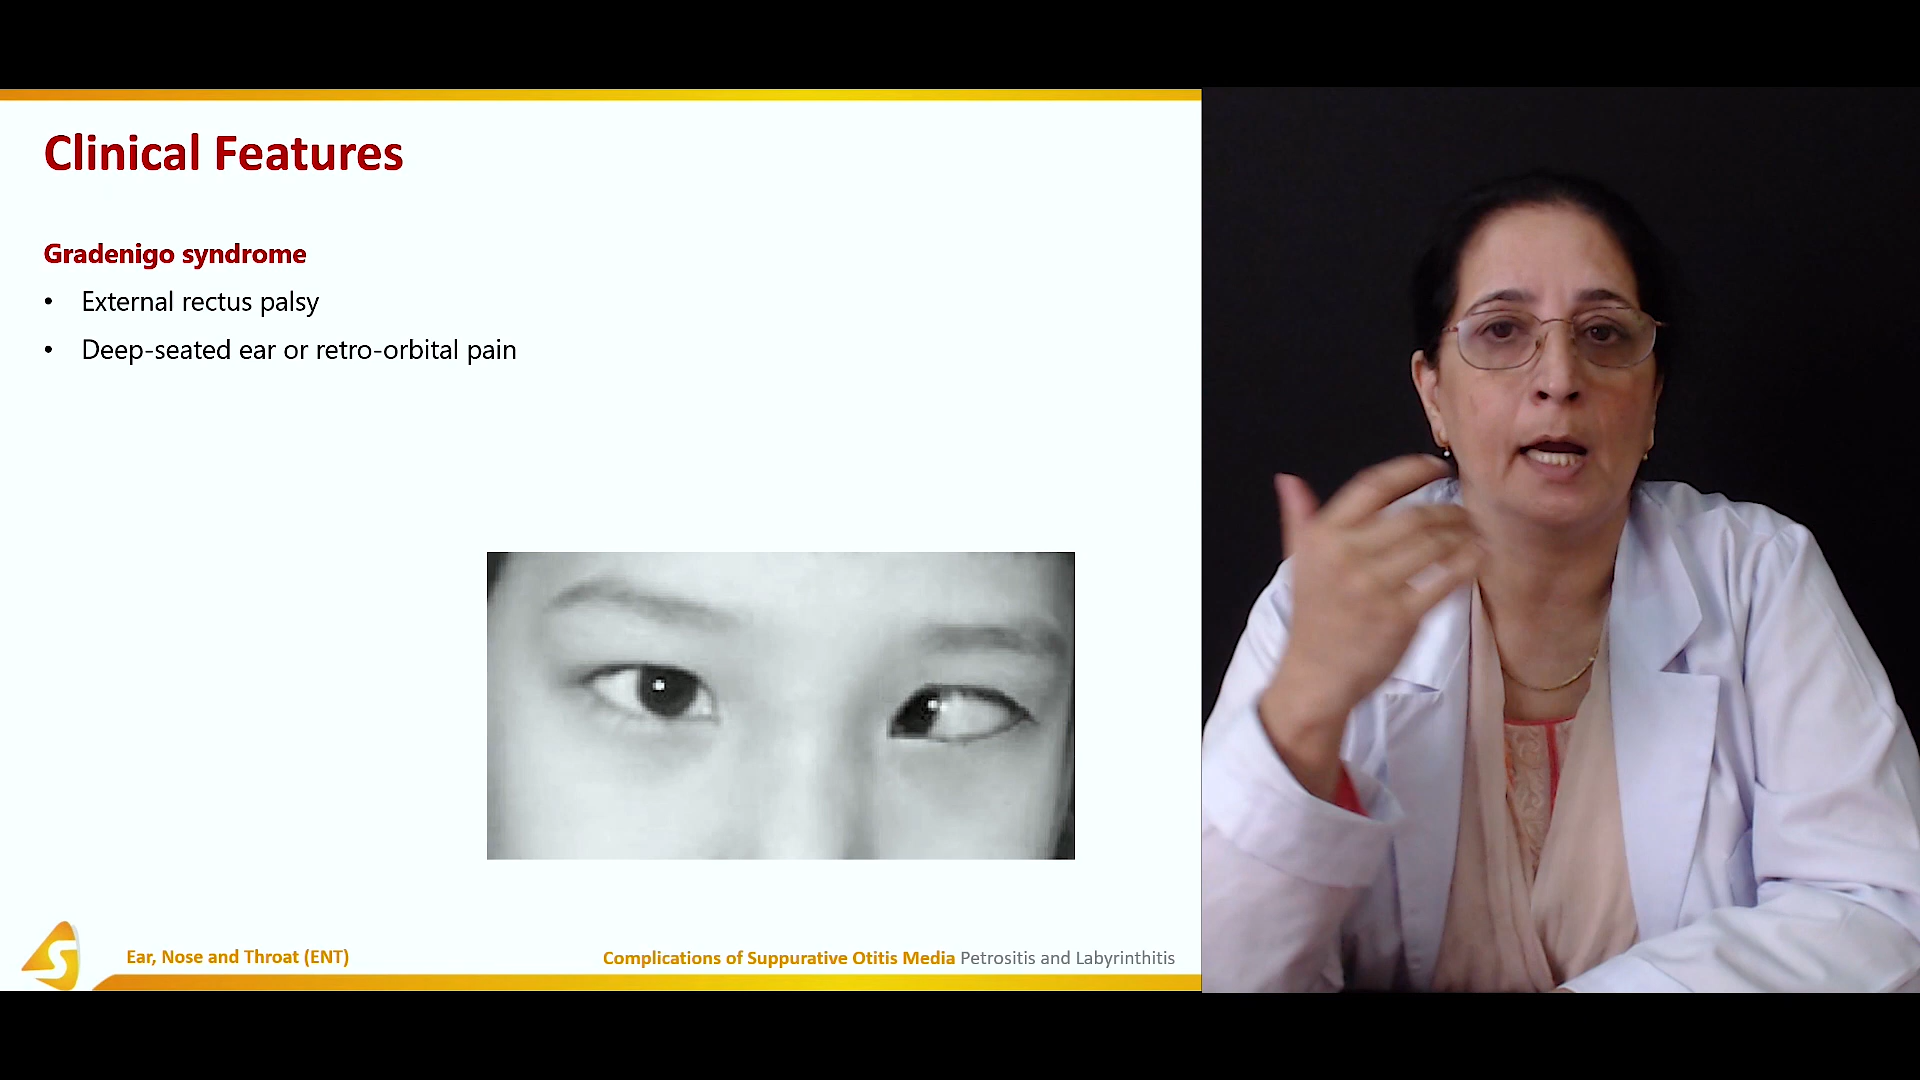 Clinical Features
Gradenigo syndrome
• External rectus palsy
• Deep-seated ear or retro-orbital pain
Ear, Nose and Throat (ENT)
Complications of Suppurative Otitis Media Petrositis and Labyrinthitis